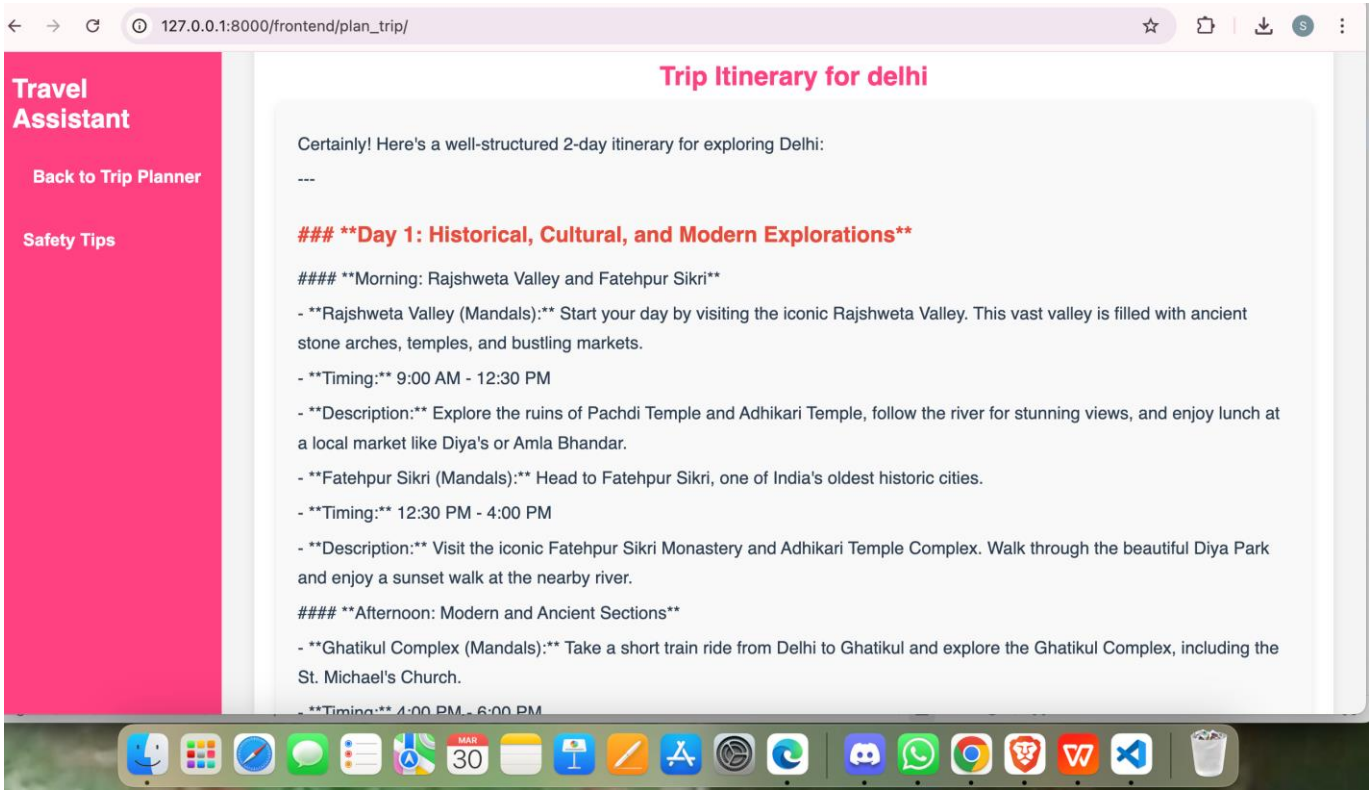 127.0.0.1:8000/frontend/plan_trip/
S
Travel
Assistant
Back to Trip Planner
Safety Tips
Trip Itinerary for delhi
Certainly! Here's a well-structured 2-day itinerary for exploring Delhi:
---
### **Day 1: Historical, Cultural, and Modern Explorations**
#### **Morning: Rajshweta Valley and Fatehpur Sikri**
- **Rajshweta Valley (Mandals):** Start your day by visiting the iconic Rajshweta Valley. This vast valley is filled with ancient
stone arches, temples, and bustling markets.
- **Timing:** 9:00 AM - 12:30 PM
- **Description:** Explore the ruins of Pachdi Temple and Adhikari Temple, follow the river for stunning views, and enjoy lunch at
a local market like Diya's or Amla Bhandar.
- **Fatehpur Sikri (Mandals):** Head to Fatehpur Sikri, one of India's oldest historic cities.
- **Timing:** 12:30 PM - 4:00 PM
- **Description:** Visit the iconic Fatehpur Sikri Monastery and Adhikari Temple Complex. Walk through the beautiful Diya Park
and enjoy a sunset walk at the nearby river.
#### **Afternoon: Modern and Ancient Sections**
- **Ghatikul Complex (Mandals):** Take a short train ride from Delhi to Ghatikul and explore the Ghatikul Complex, including the
St. Michael's Church.
- **Timing:** 4:00 PM - 6:00 PM
MAR
30